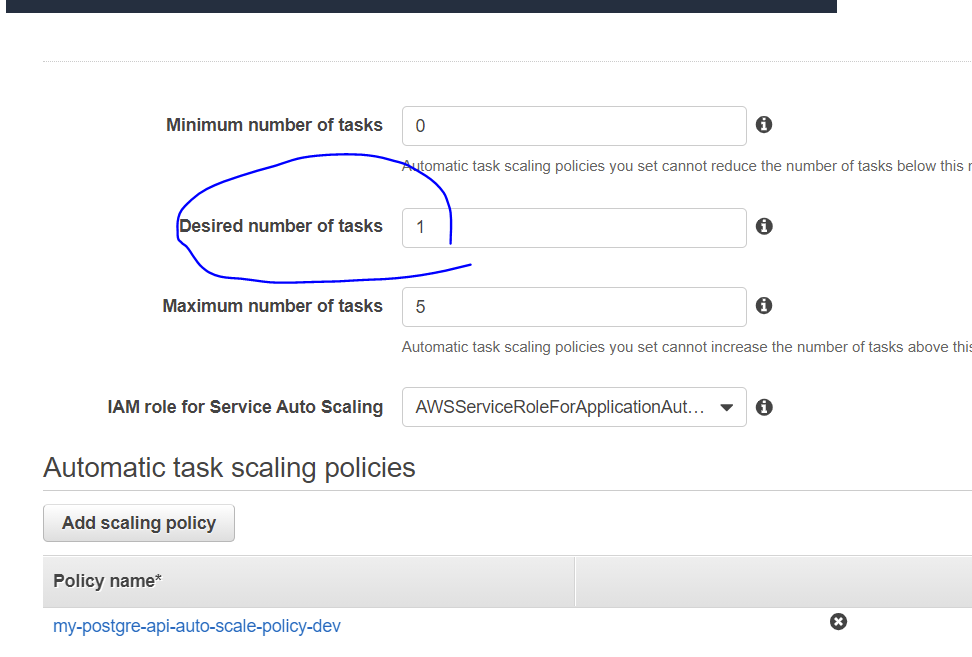 Minimum number of tasks 0
Automatic task scaling policies you set cannot reduce the number of tasks below this
Desired number of tasks 1
Maximum number of tasks 5
Automatic task scaling policies you set cannot increase the number of tasks above this
IAM role for Service Auto Scaling AWSServiceRoleForApplicationAut...
Automatic task scaling policies
Add scaling policy
Policy name*
my-postgre-api-auto-scale-policy-dev